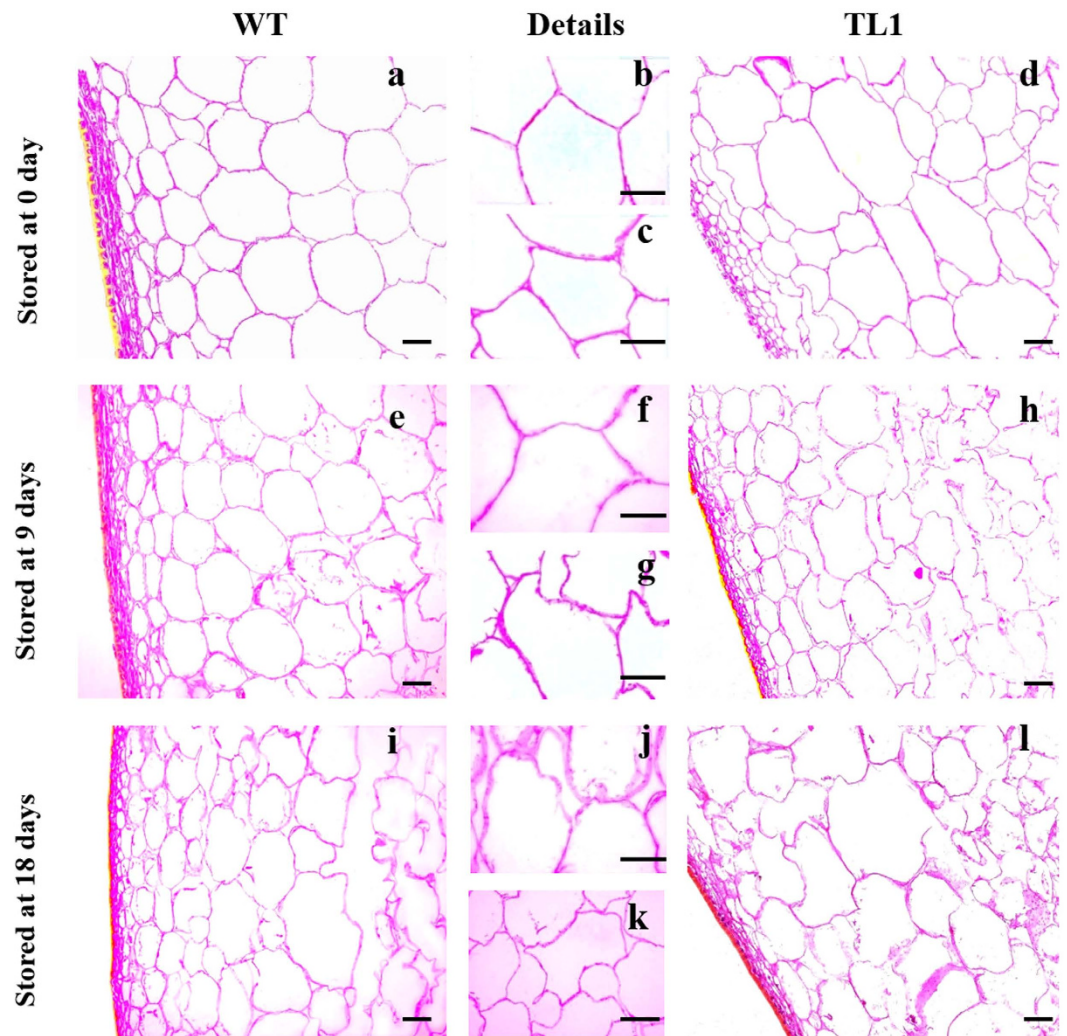 WT Details TL1
Stored at 0 day
a b d
c
Stored at 9 days
e f h
g
Stored at 18 days
i j l
k